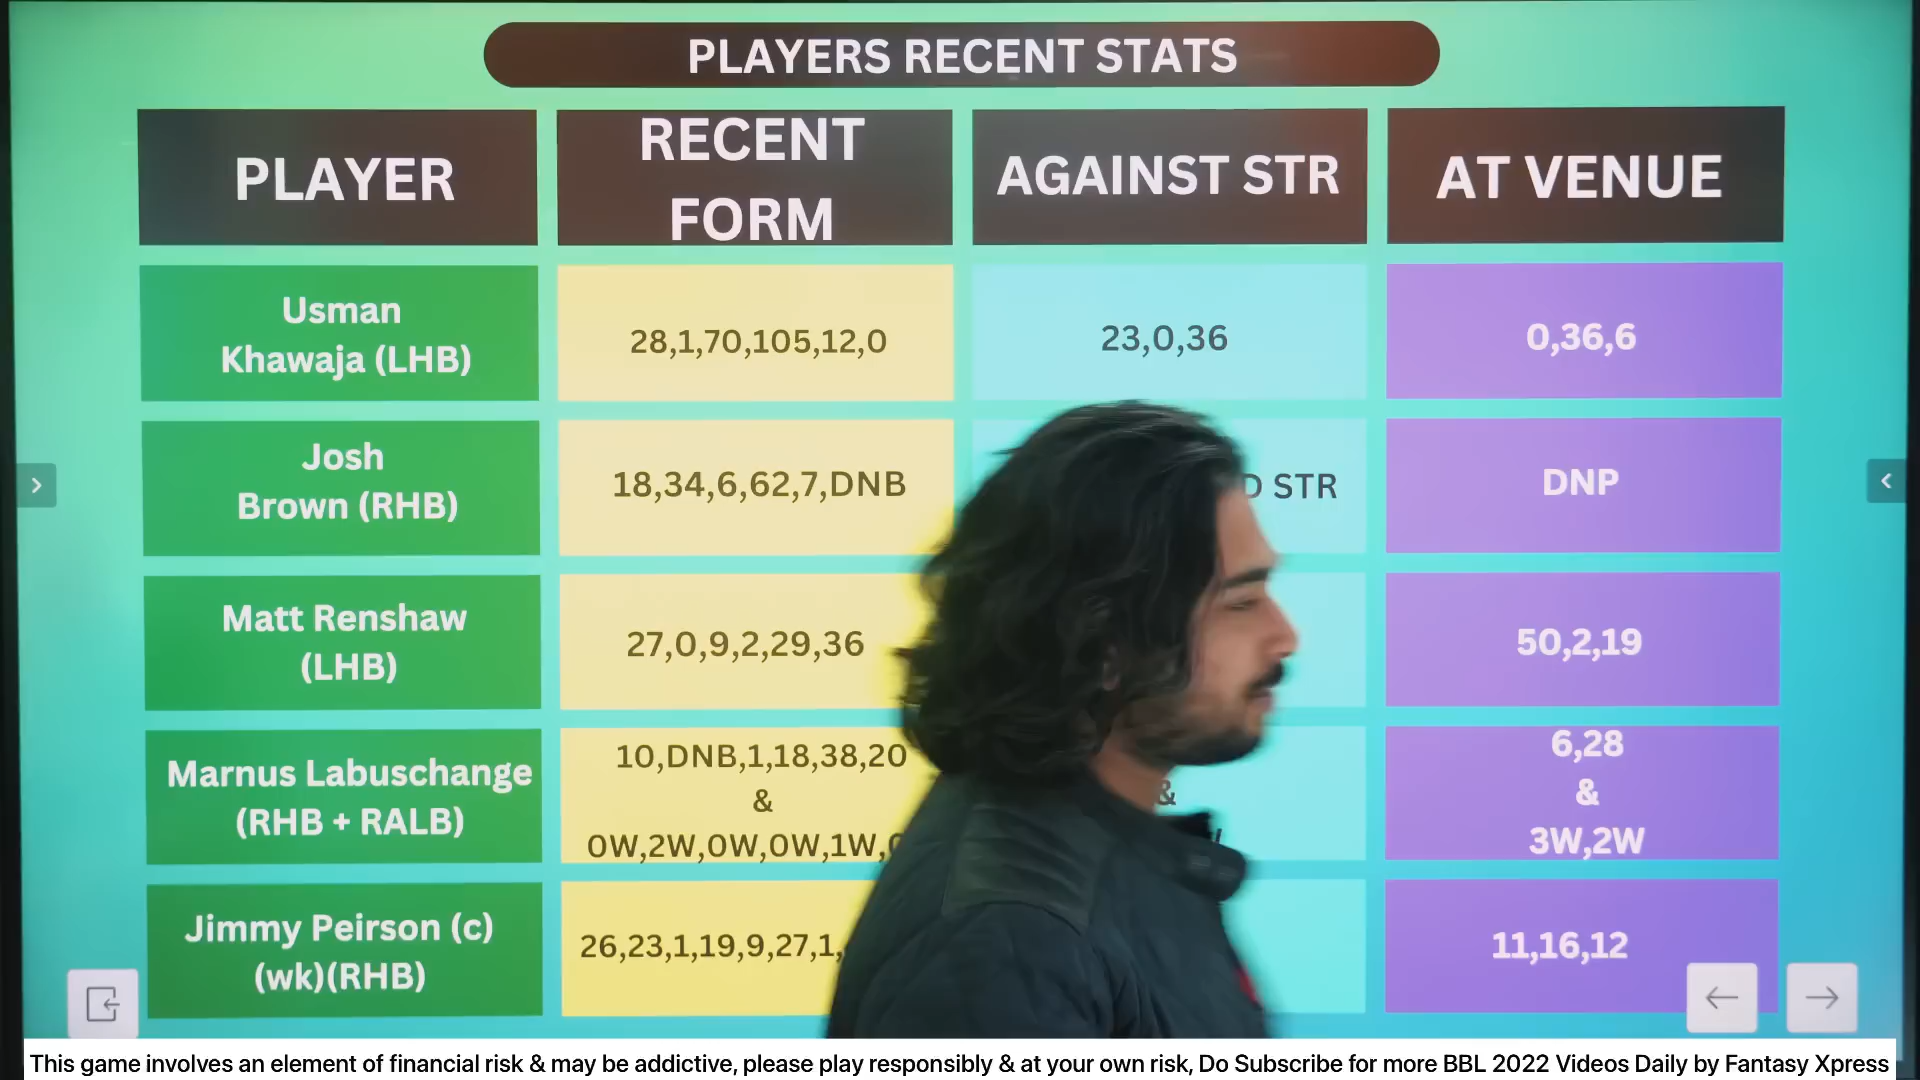 PLAYERS RECENT STATS
PLAYER
RECENT
FORM
AGAINST STR
AT VENUE
Usman
Khawaja (LHB)
28,1,70,105,12,0
23,0,36
0,36,6
Josh
Brown (RHB)
18,34,6,62,7,DNB
STR
DNP
Matt Renshaw
(LHB)
27,0,9,2,29,36
50,2,19
Marnus Labuschange
(RHB + RALB)
10,DNB,1,18,38,20
&
0W,2W,0W,0W,1W,
&
6,28
&
3W,2W
Jimmy Peirson (c)
(wk)(RHB)
26,23,1,19,9,27,1,
11,16,12
This game involves an element of financial risk & may be addictive, please play responsibly & at your own risk, Do Subscribe for more BBL 2022 Videos Daily by Fantasy Xpress